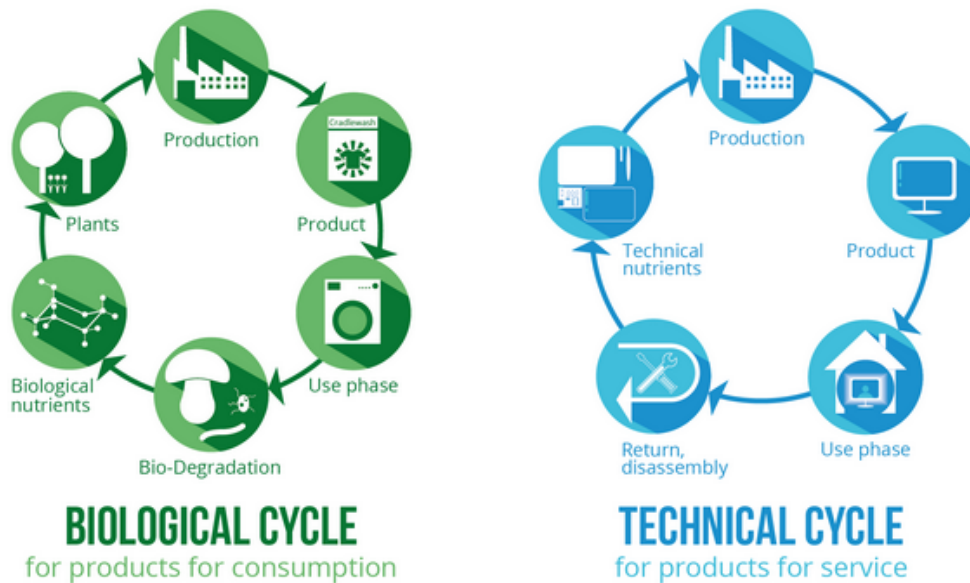 Production
Cradlewash
Product
Use phase
Bio-Degradation
Biological
nutrients
Plants
BIOLOGICAL CYCLE
for products for consumption
Production
Product
Use phase
Return,
disassembly
Technical
nutrients
TECHNICAL CYCLE
for products for service